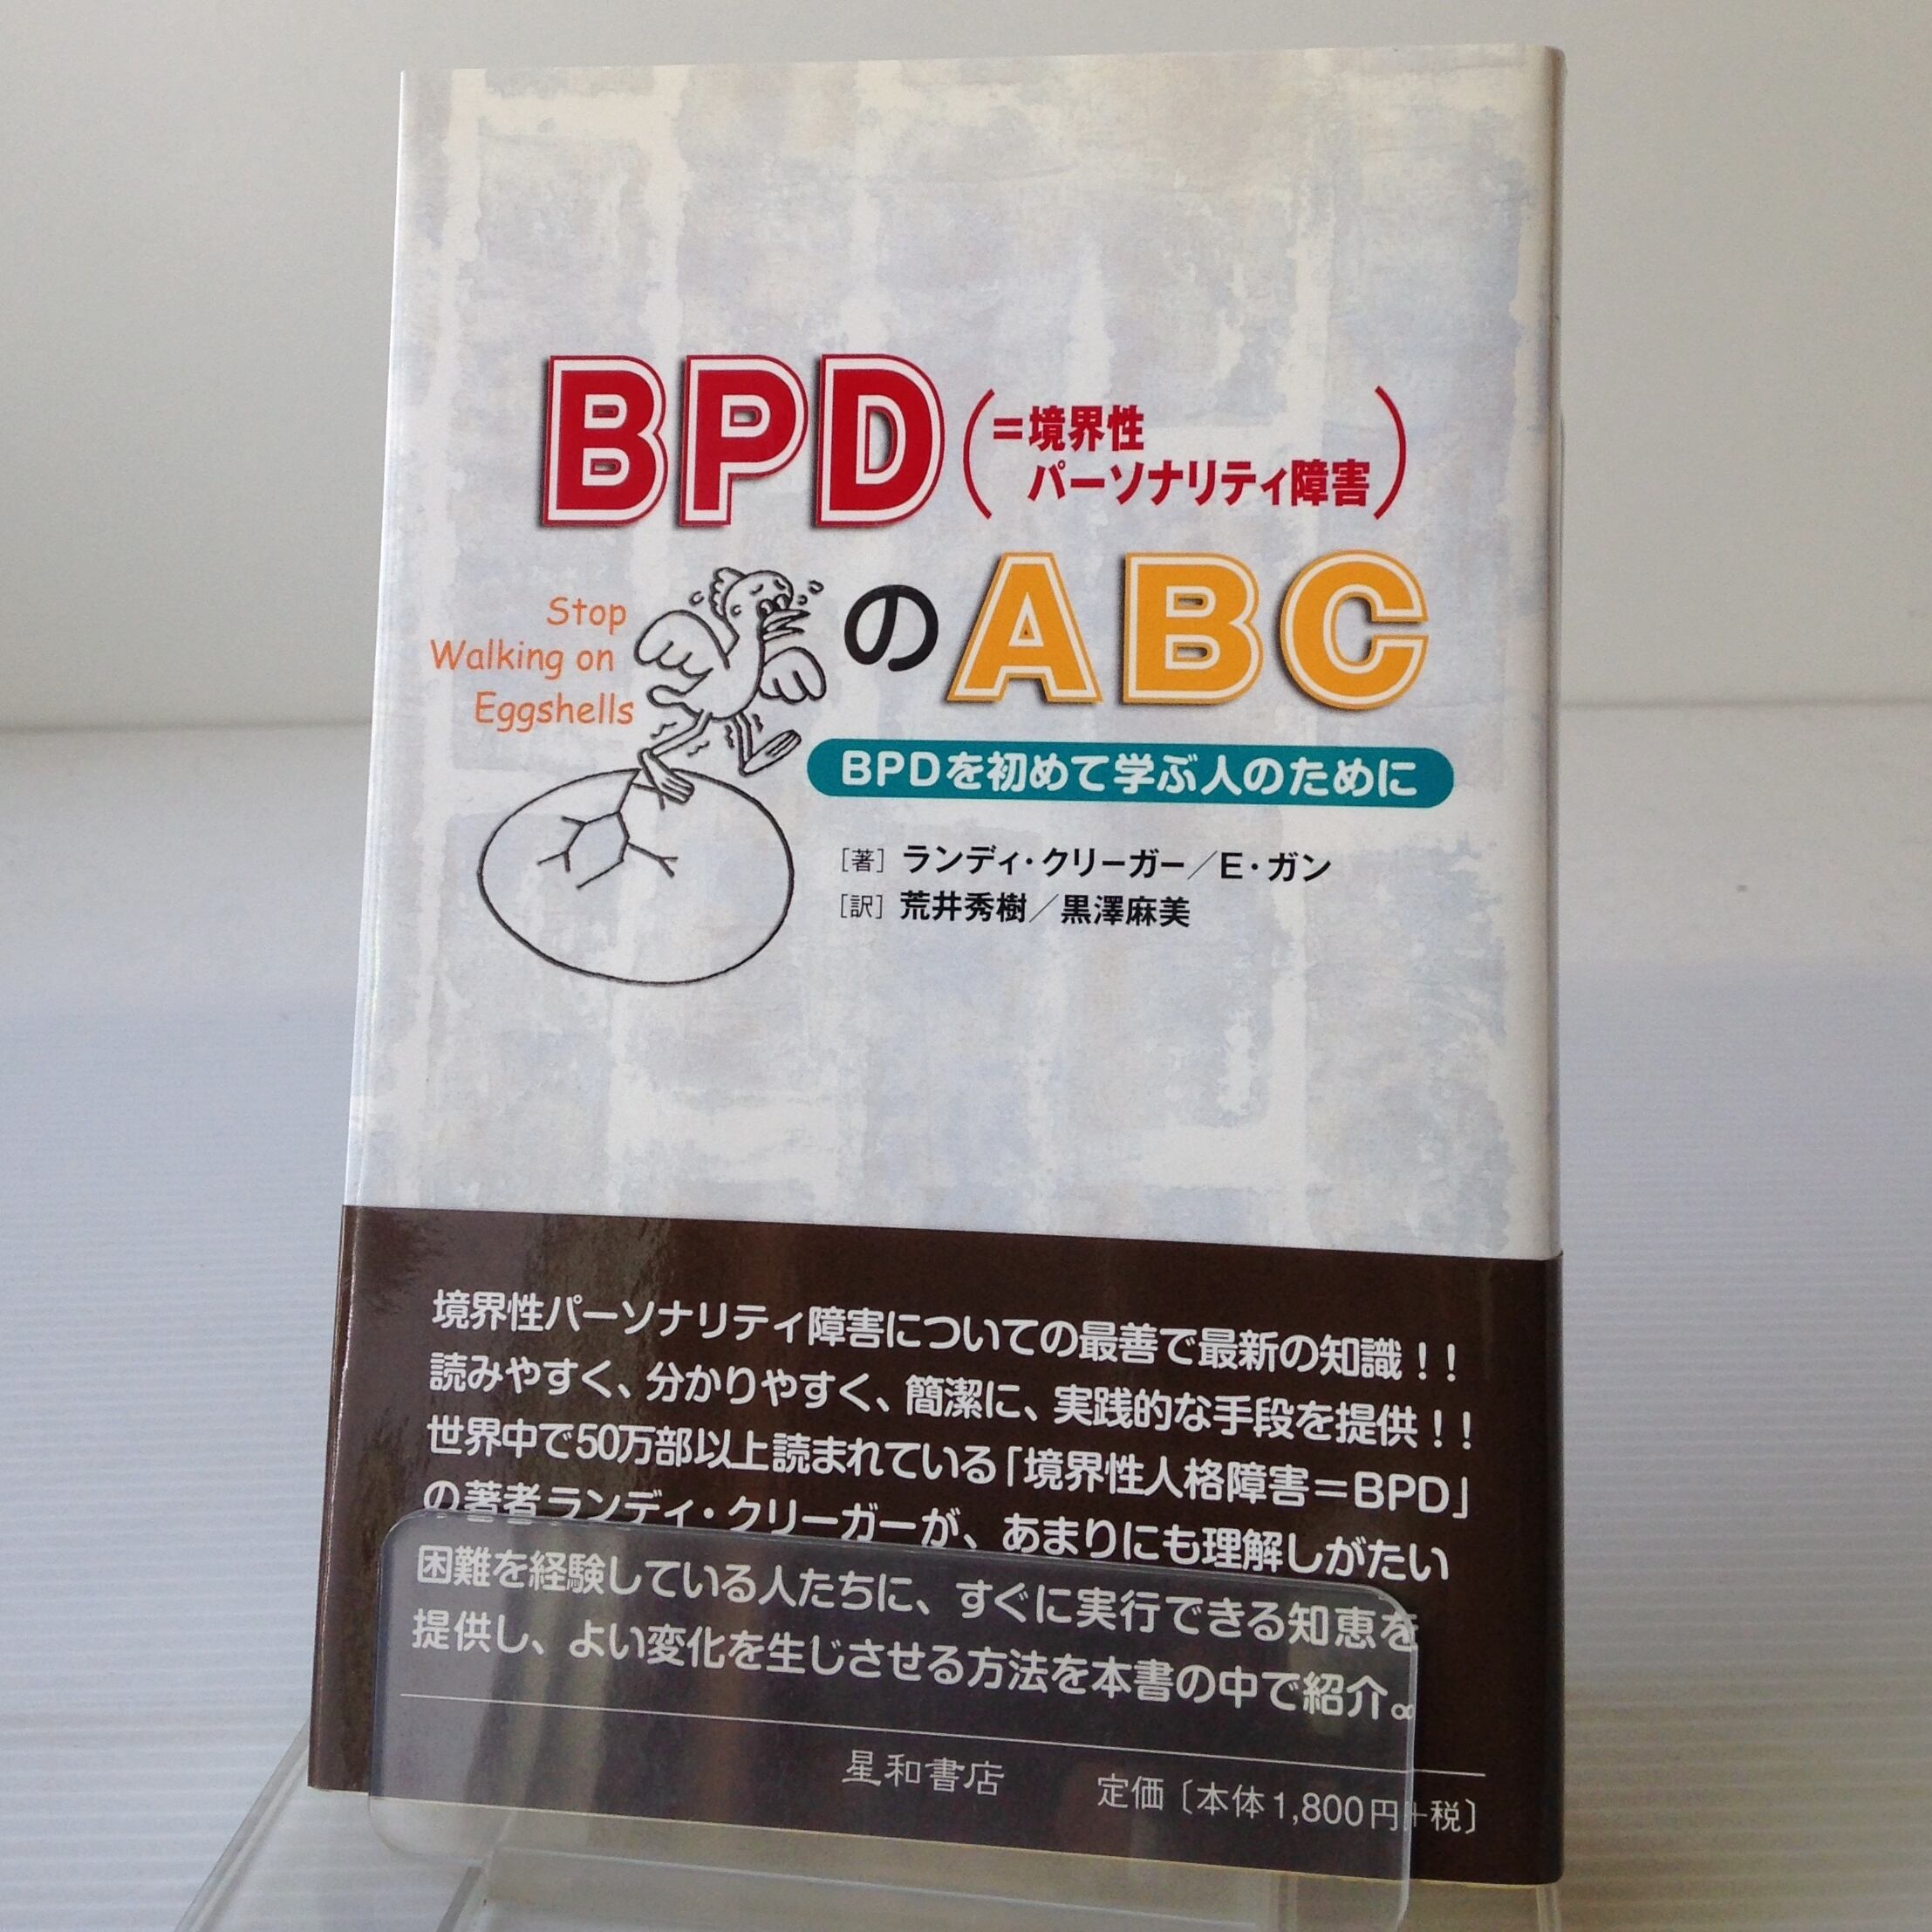 BPD(=境界性
パーソナリティ障害)
のABC
Stop
Walking on
Eggshells
BPDを初めて学ぶ人のために
[著] ランディ・クリーガー/E・ガン
[訳] 荒井秀樹/黒澤麻美
境界性パーソナリティ障害についての最善で最新の知識!!
読みやすく、分かりやすく、簡潔に、実践的な手段を提供!!
世界中で50万部以上読まれている「境界性人格障害=BPD」
の著者ランディ・クリーガーが、あまりにも理解しがたい
困難を経験している人たちに、すぐに実行できる知恵を
提供し、よい変化を生じさせる方法を本書の中で紹介。
星和書店 定価〔本体1,800円+税〕